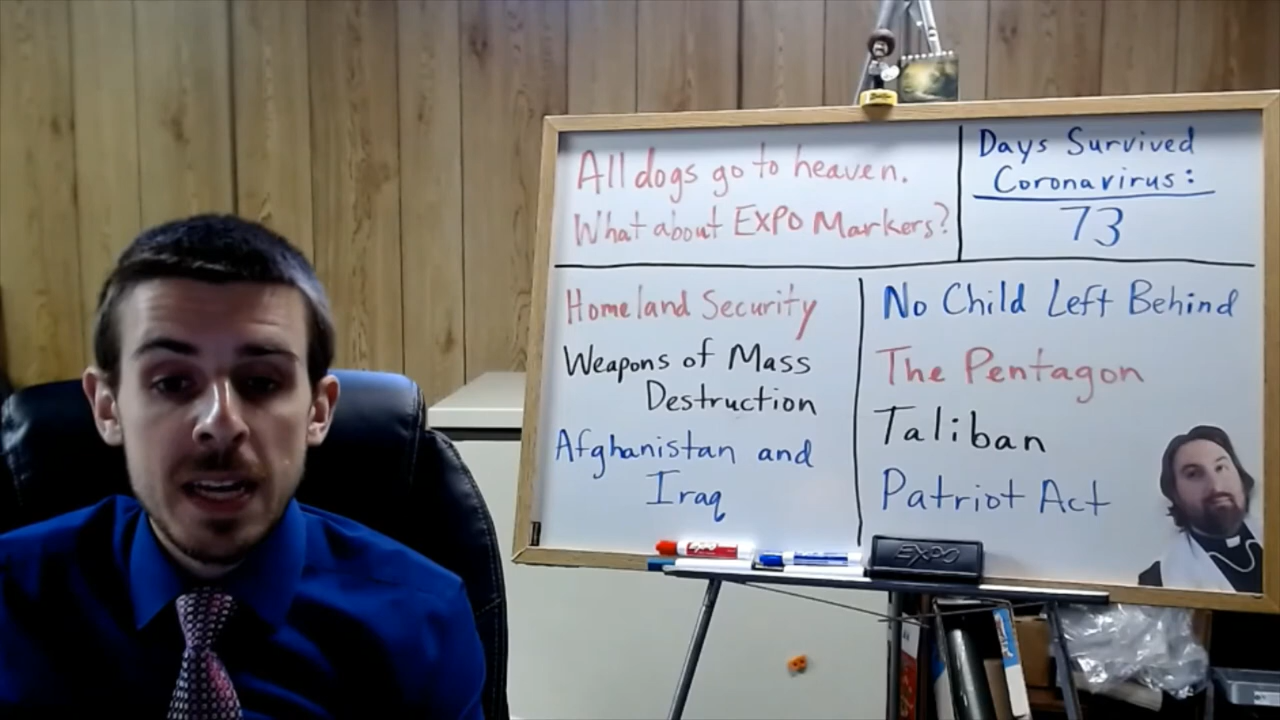 All dogs go to heaven.
What about EXPO Markers?
Days Survived
Coronavirus:
73
Homeland Security
Weapons of Mass
Destruction
Afghanistan and
Iraq
No Child Left Behind
The Pentagon
Taliban
Patriot Act
EXPO
EXPO